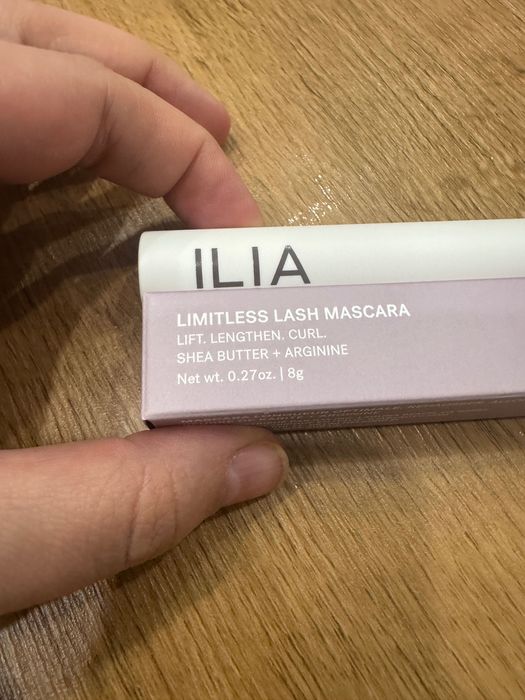 ILIA
LIMITLESS LASH MASCARA
LIFT. LENGTHEN. CURL.
SHEA BUTTER + ARGININE
Net wt. 0.27oz. | 8g